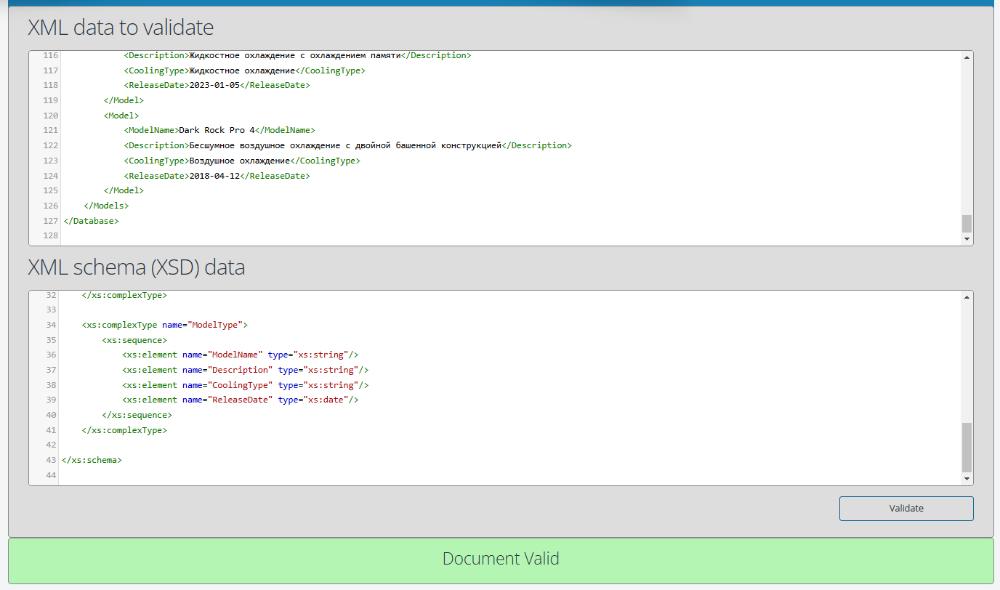 XML data to validate
116 <Description>Жидкостное охлаждение с охлаждением памяти</Description>
117 <CoolingType>Жидкостное охлаждение</CoolingType>
118 <ReleaseDate>2023-01-05</ReleaseDate>
119 </Model>
120 <Model>
121 <ModelName>Dark Rock Pro 4</ModelName>
122 <Description>Бесшумное воздушное охлаждение с двойной башенной конструкцией</Description>
123 <CoolingType>Воздушное охлаждение</CoolingType>
124 <ReleaseDate>2018-04-12</ReleaseDate>
125 </Model>
126 </Models>
127 </Database>
128
XML schema (XSD) data
32 </xs:complexType>
33
34 <xs:complexType name="ModelType">
35 <xs:sequence>
36 <xs:element name="ModelName" type="xs:string"/>
37 <xs:element name="Description" type="xs:string"/>
38 <xs:element name="CoolingType" type="xs:string"/>
39 <xs:element name="ReleaseDate" type="xs:date"/>
40 </xs:sequence>
41 </xs:complexType>
42
43 </xs:schema>
44
Validate
Document Valid